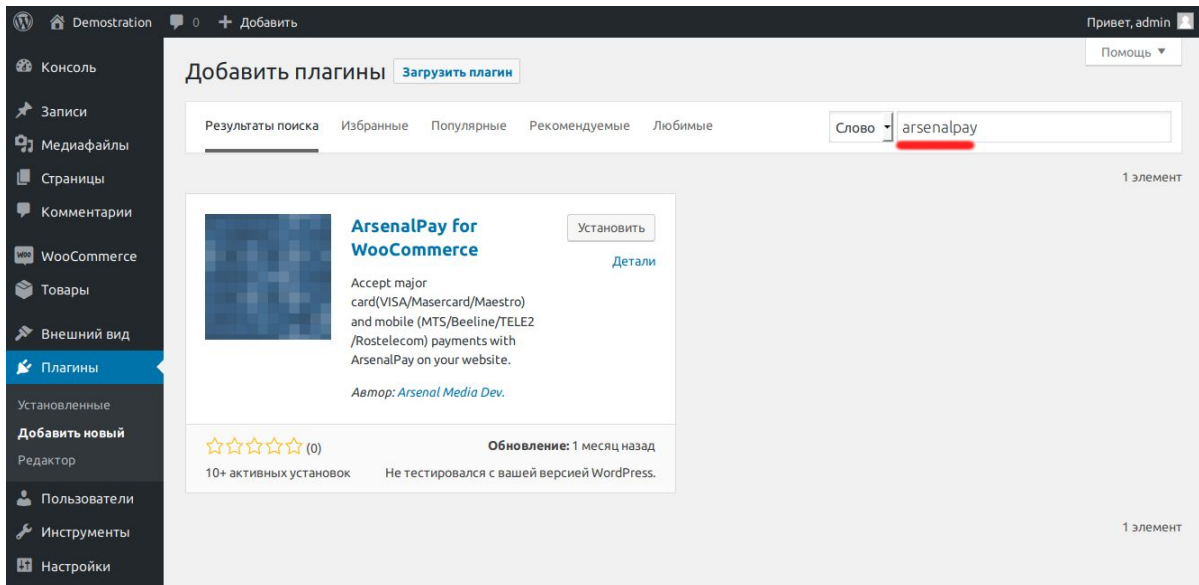 Demostration 0 + Добавить Привет, admin
Помощь ▼
Консоль
Записи
Медиафайлы
Страницы
Комментарии
WooCommerce
Товары
Внешний вид
Плагины
Установленные
Добавить новый
Редактор
Пользователи
Инструменты
Настройки
Добавить плагины Загрузить плагин
Результаты поиска Избранные Популярные Рекомендуемые Любимые Слово arsenalpay
1 элемент
ArsenalPay for
WooCommerce
Установить
Детали
Accept major
card(VISA/Masercard/Maestro)
and mobile (MTS/Beeline/TELE2
/Rostelecom) payments with
ArsenalPay on your website.
Автор: Arsenal Media Dev.
(0) Обновление: 1 месяц назад
10+ активных установок Не тестировался с вашей версией WordPress.
1 элемент